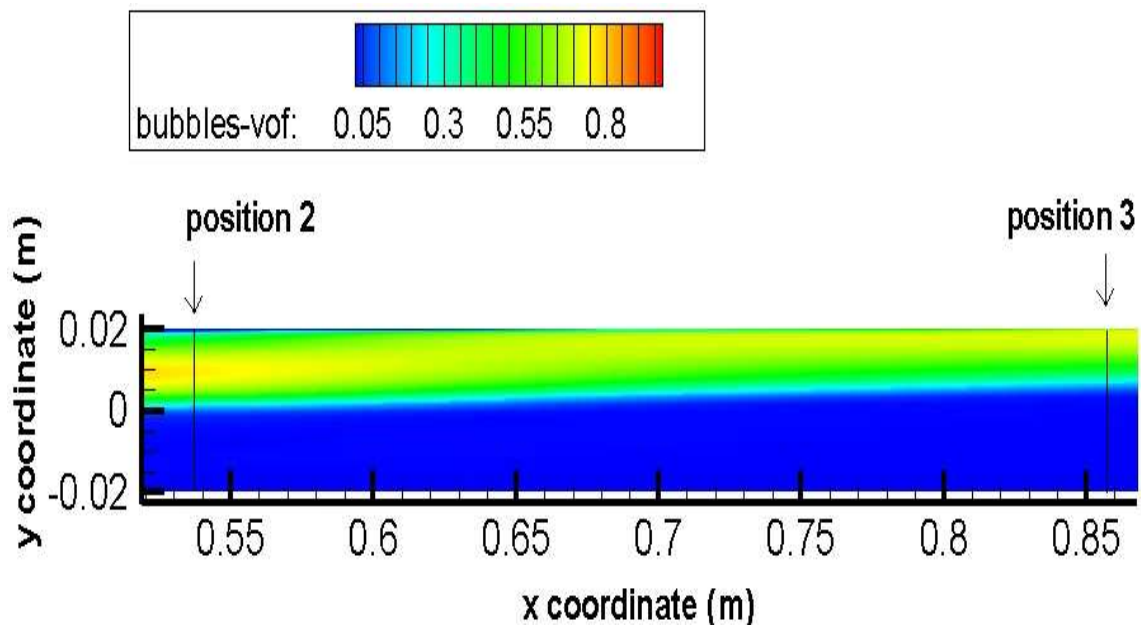 bubbles-vof: 0.05 0.3 0.55 0.8
position 2
position 3
y coordinate (m)
0.02
0
-0.02
0.55 0.6 0.65 0.7 0.75 0.8 0.85
x coordinate (m)